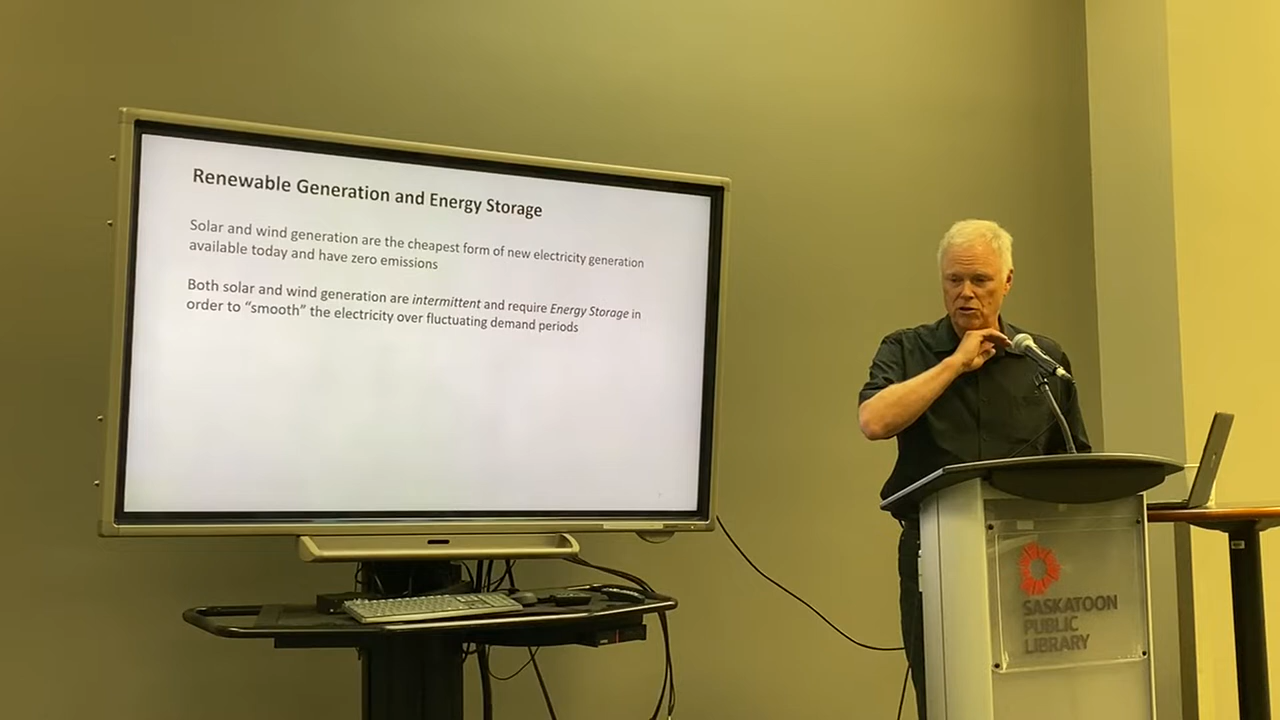 Renewable Generation and Energy Storage
Solar and wind generation are the cheapest form of new electricity generation
available today and have zero emissions
Both solar and wind generation are intermittent and require Energy Storage in
order to “smooth” the electricity over fluctuating demand periods
SASKATOON
PUBLIC
LIBRARY